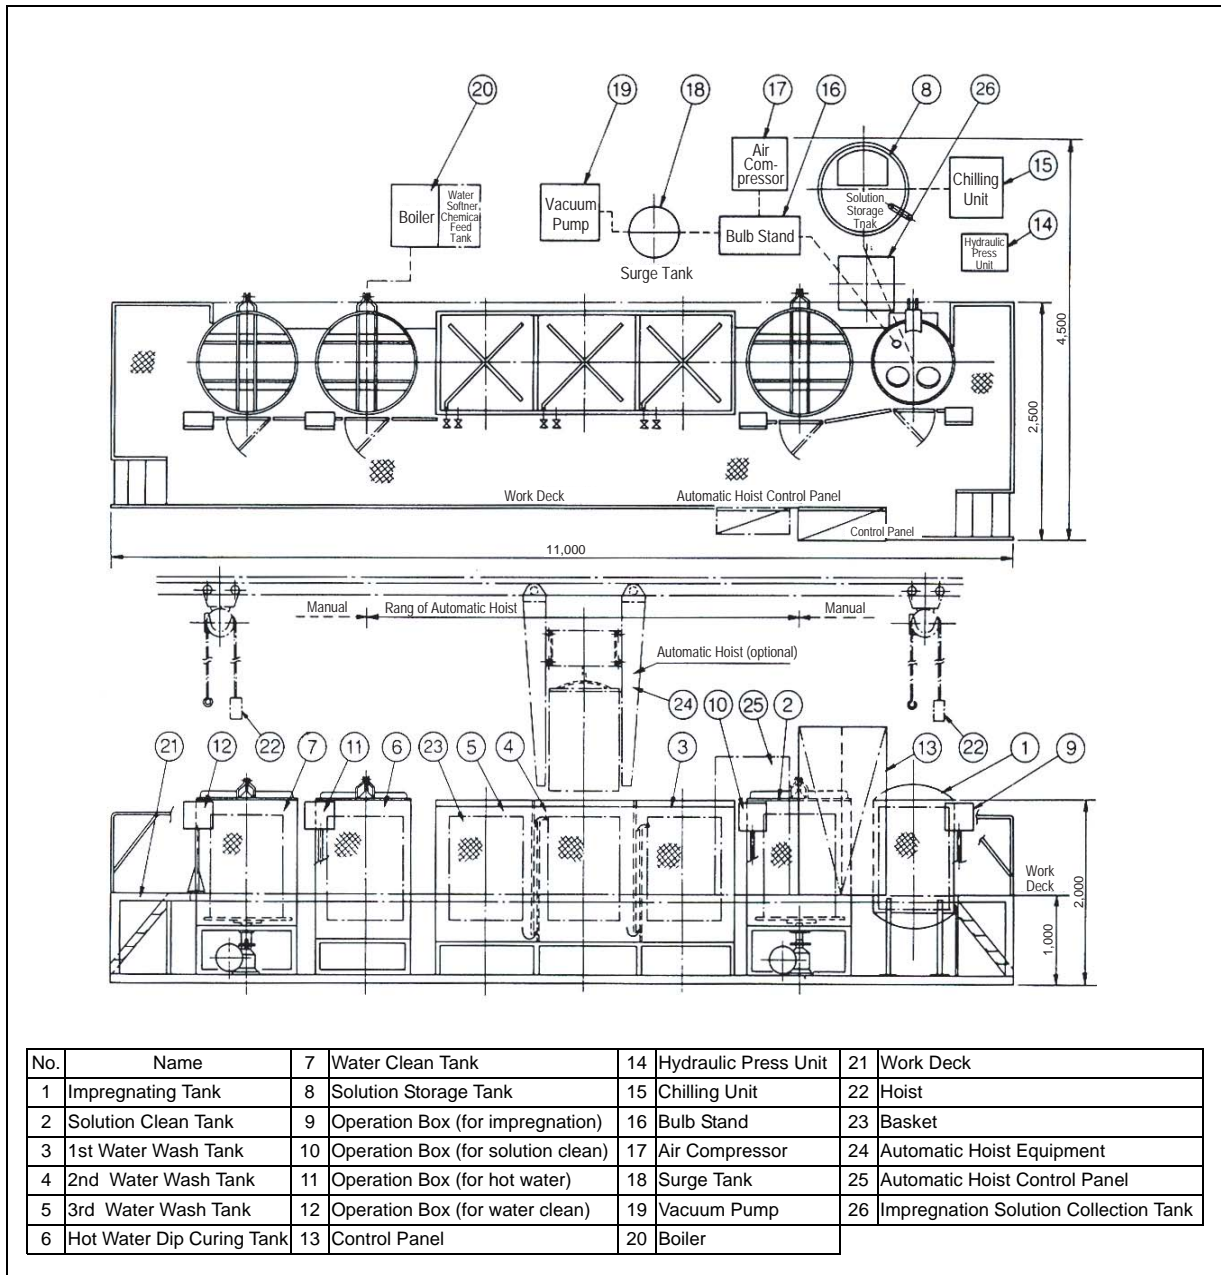 20
19
18
17
16
8
26
Air
Com-
pressor
15
Chilling
Unit
Boiler
Water
Softner
Chemical
Feed
Tank
Vacuum
Pump
Solution
Storage
Tnak
Bulb Stand
14
Hydraulic
Press
Unit
Surge Tank
4,500
2,500
Work Deck
Automatic Hoist Control Panel
Control Panel
11,000
Manual
Rang of Automatic Hoist
Manual
Automatic Hoist (optional)
24
10
25
2
21
12
22
7
11
6
23
5
4
3
13
22
1
9
Work
Deck
1,000
2,000
No. Name 7 Water Clean Tank 14 Hydraulic Press Unit 21 Work Deck
1 Impregnating Tank 8 Solution Storage Tank 15 Chilling Unit 22 Hoist
2 Solution Clean Tank 9 Operation Box (for impregnation) 16 Bulb Stand 23 Basket
3 1st Water Wash Tank 10 Operation Box (for solution clean) 17 Air Compressor 24 Automatic Hoist Equipment
4 2nd Water Wash Tank 11 Operation Box (for hot water) 18 Surge Tank 25 Automatic Hoist Control Panel
5 3rd Water Wash Tank 12 Operation Box (for water clean) 19 Vacuum Pump 26 Impregnation Solution Collection Tank
6 Hot Water Dip Curing Tank 13 Control Panel 20 Boiler